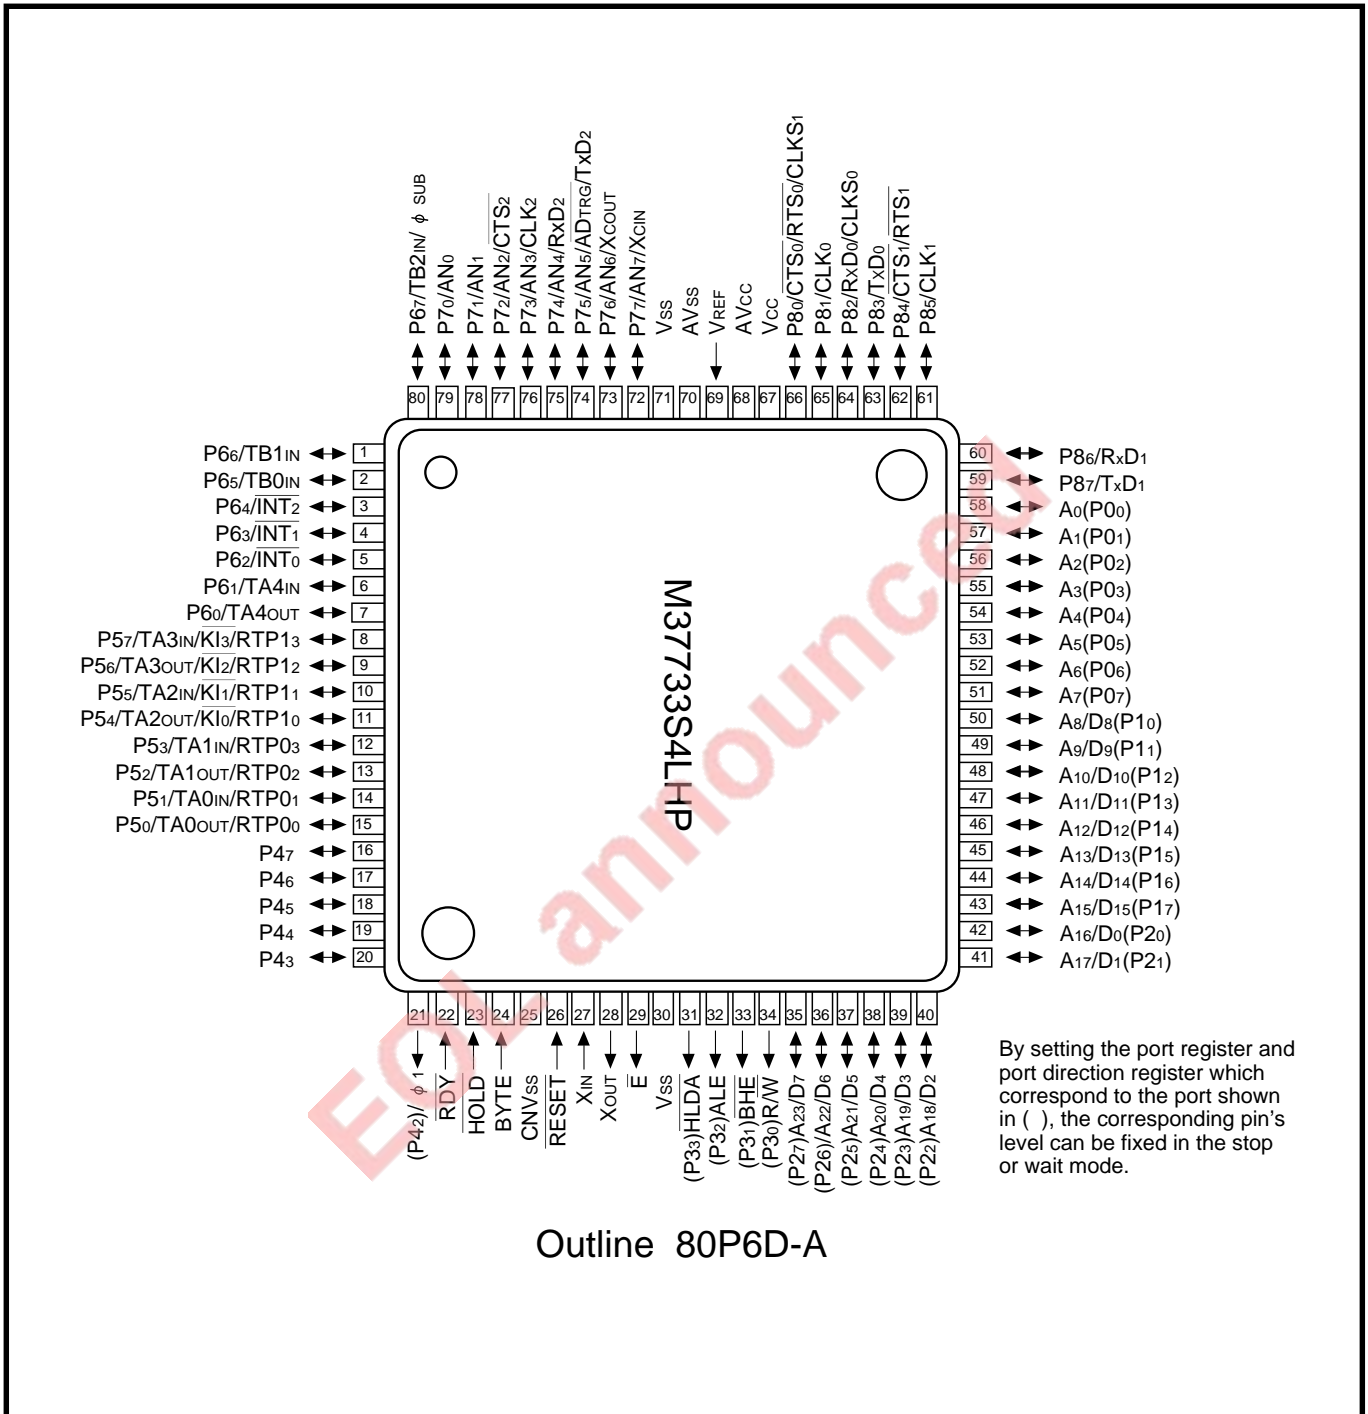 P67/TB2IN/ φ SUB
P70/AN0
P71/AN1
P72/AN2/CTS2
P73/AN3/CLK2
P74/AN4/RxD2
P75/AN5/ADTRG/TxD2
P76/AN6/XCOUT
P77/AN7/XCIN
VSS
AVSS
VREF
AVCC
VCC
P80/CTS0/RTS0/CLKS1
P81/CLK0
P82/RxD0/CLKS0
P83/TxD0
P84/CTS1/RTS1
P85/CLK1
80 79 78 77 76 75 74 73 72 71 70 69 68 67 66 65 64 63 62 61
P66/TB1IN 1
P65/TB0IN 2
P64/INT2 3
P63/INT1 4
P62/INT0 5
P61/TA4IN 6
P60/TA4OUT 7
P57/TA3IN/KI3/RTP13 8
P56/TA3OUT/KI2/RTP12 9
P55/TA2IN/KI1/RTP11 10
P54/TA2OUT/KI0/RTP10 11
P53/TA1IN/RTP03 12
P52/TA1OUT/RTP02 13
P51/TA0IN/RTP01 14
P50/TA0OUT/RTP00 15
P47 16
P46 17
P45 18
P44 19
P43 20
M37733S4LHP
EOL announced
60 P86/RxD1
59 P87/TxD1
58 A0(P00)
57 A1(P01)
56 A2(P02)
55 A3(P03)
54 A4(P04)
53 A5(P05)
52 A6(P06)
51 A7(P07)
50 A8/D8(P10)
49 A9/D9(P11)
48 A10/D10(P12)
47 A11/D11(P13)
46 A12/D12(P14)
45 A13/D13(P15)
44 A14/D14(P16)
43 A15/D15(P17)
42 A16/D0(P20)
41 A17/D1(P21)
21 22 23 24 25 26 27 28 29 30 31 32 33 34 35 36 37 38 39 40
(P42)/ φ 1
RDY
HOLD
BYTE
CNVSS
RESET
XIN
XOUT
E
VSS
(P33)HLDA
(P32)ALE
(P31)BHE
(P30)R/W
(P27)A23/D7
(P26)/A22/D6
(P25)A21/D5
(P24)A20/D4
(P23)A19/D3
(P22)A18/D2
By setting the port register and
port direction register which
correspond to the port shown
in ( ), the corresponding pin's
level can be fixed in the stop
or wait mode.
Outline 80P6D-A